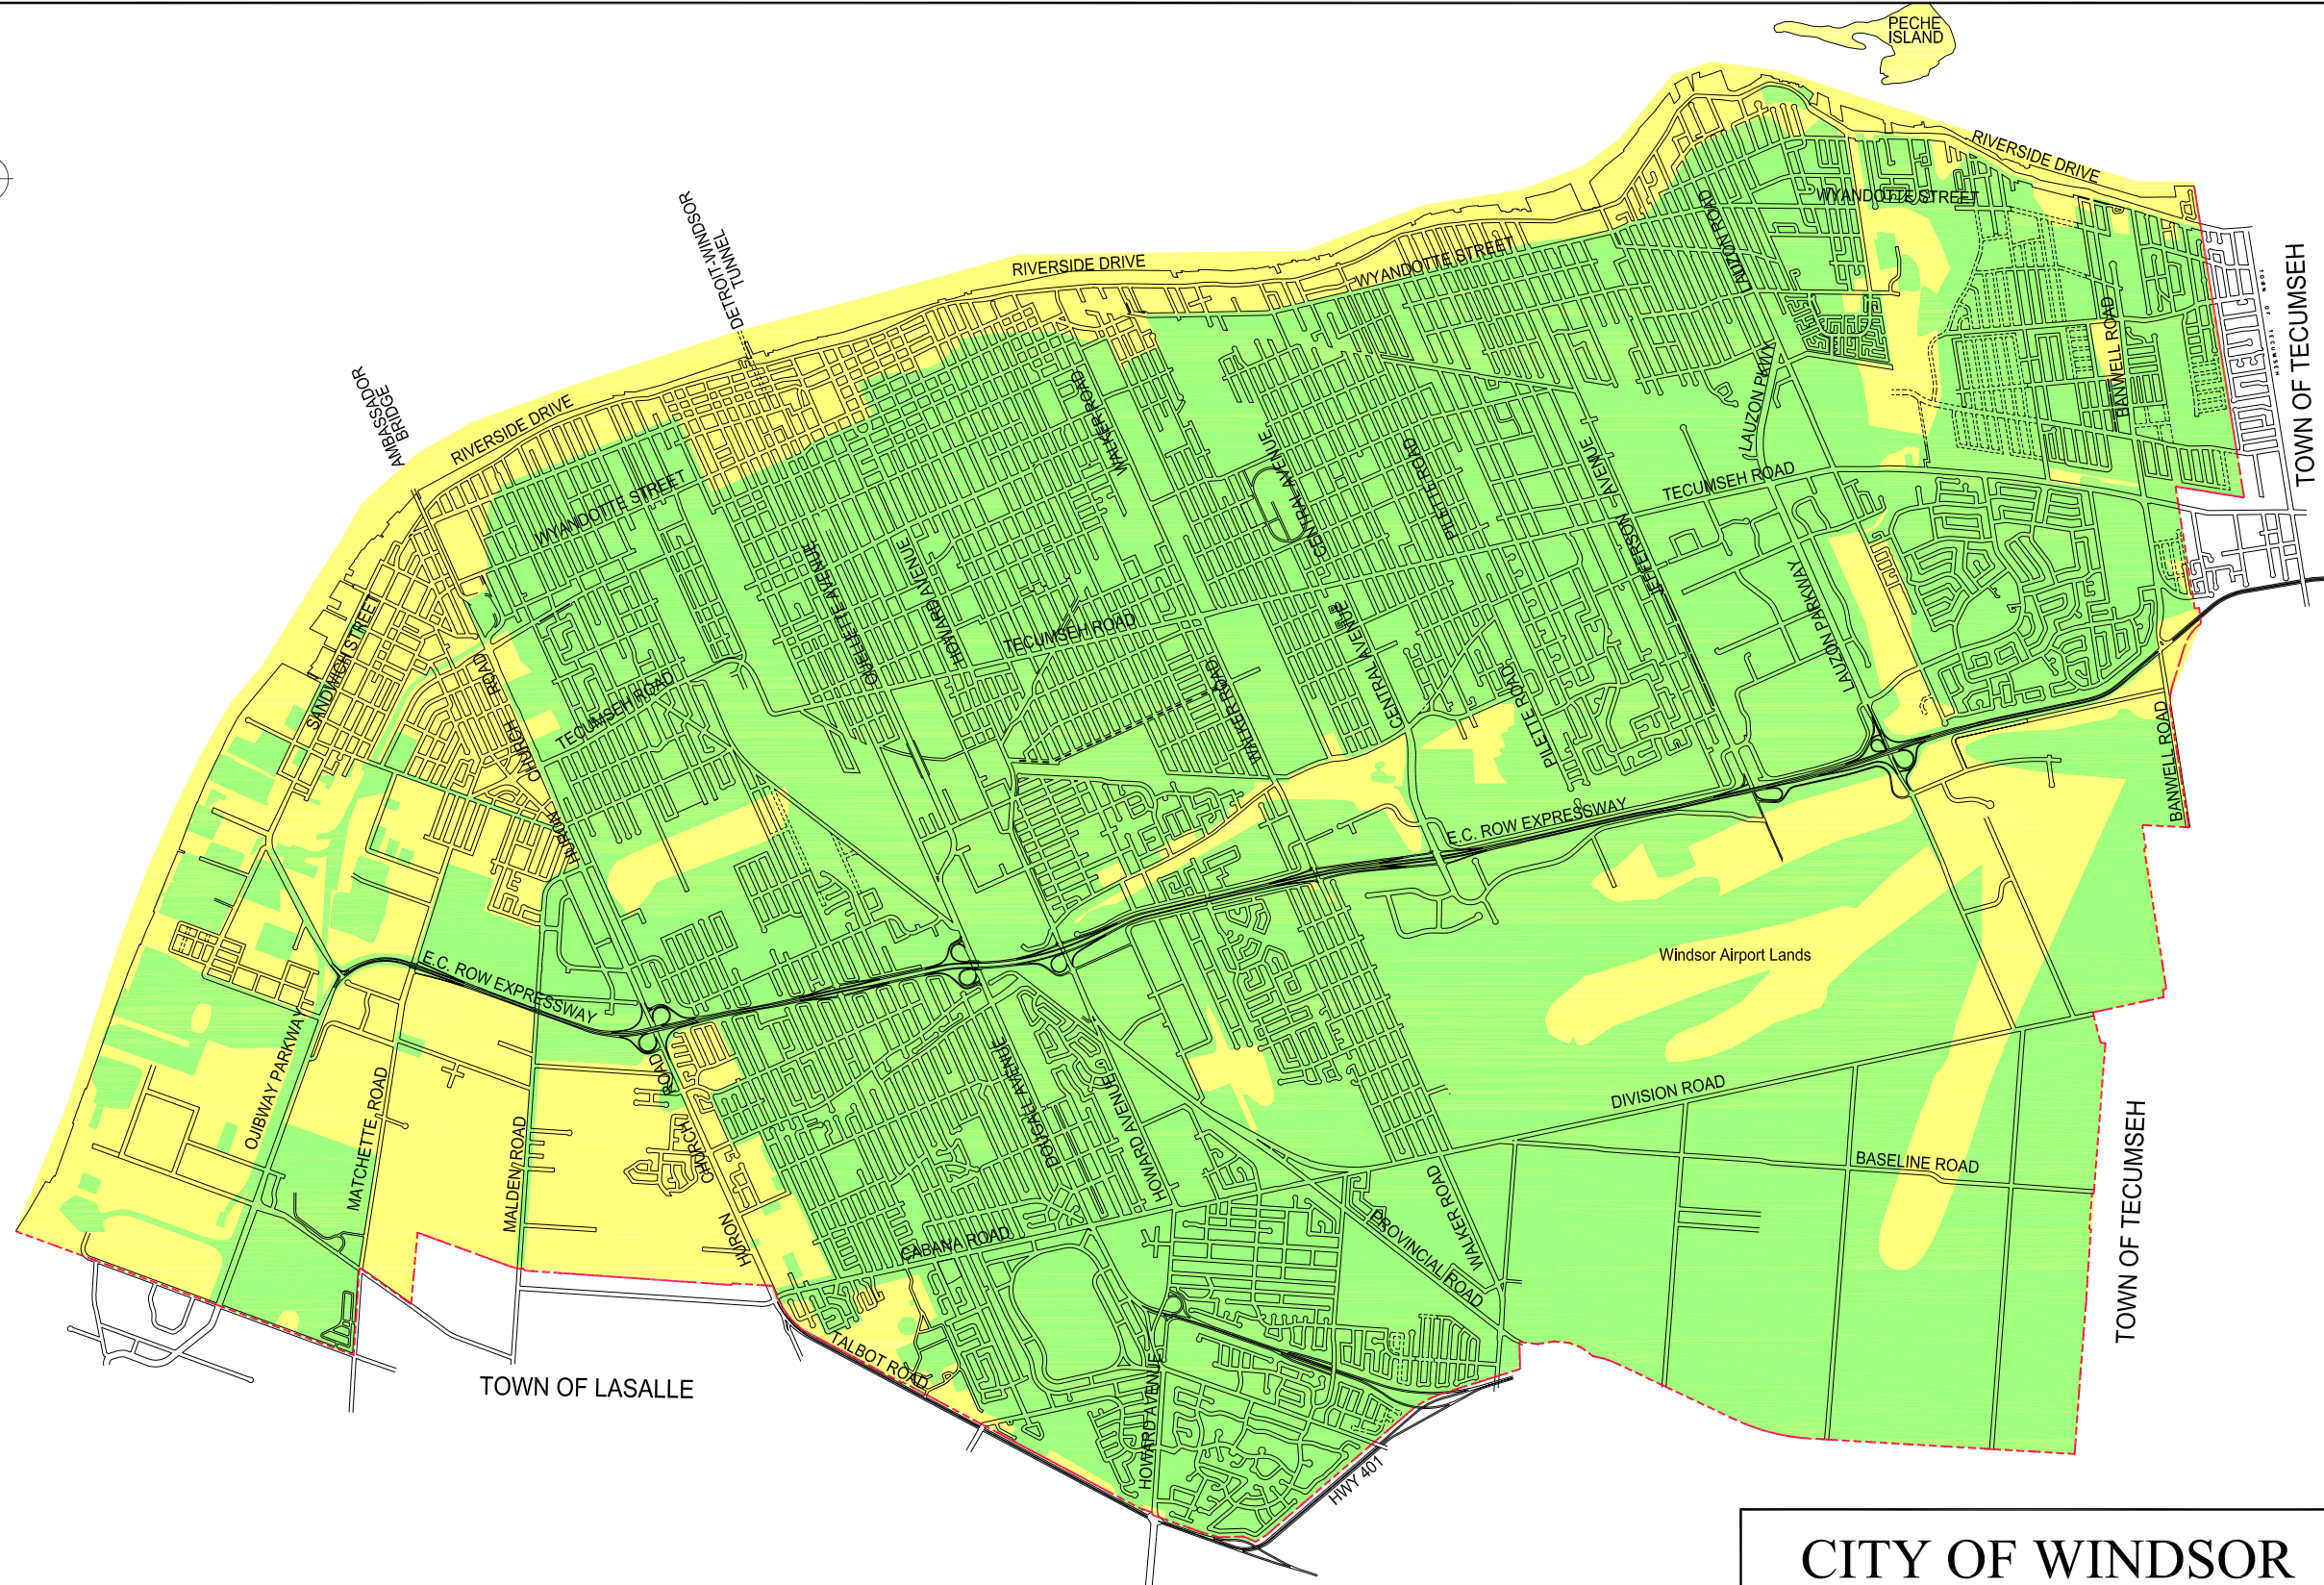 PECHE
ISLAND
RIVERSIDE DRIVE
WYANDOTTE STREET
LAUZON ROAD
DETROIT-WINDSOR
TUNNEL
RIVERSIDE DRIVE
WYANDOTTE STREET
TOWN OF TECUMSEH
TOWN OF TECUMSEH
BANWELL ROAD
AMBASSADOR
BRIDGE
RIVERSIDE DRIVE
WALKER ROAD
LAUZON PKWY
CENTRAL AVENUE
PILETTE ROAD
JEFFERSON AVENUE
TECUMSEH ROAD
WYANDOTTE STREET
OUELLETTE AVENUE
HOWARD AVENUE
TECUMSEH ROAD
CENTRAL AVENUE
LAUZON PARKWAY
SANDWICH STREET
HURON CHURCH ROAD
TECUMSEH ROAD
WALKER ROAD
PILETTE ROAD
BANWELL ROAD
E.C. ROW EXPRESSWAY
Windsor Airport Lands
E.C. ROW EXPRESSWAY
OJIBWAY PARKWAY
MATCHETTE ROAD
MALDEN ROAD
HURON CHURCH ROAD
DOUGALL AVENUE
HOWARD AVENUE
DIVISION ROAD
BASELINE ROAD
TOWN OF TECUMSEH
WALKER ROAD
PROVINCIAL ROAD
CABANA ROAD
TALBOT ROAD
TOWN OF LASALLE
HOWARD AVENUE
HWY 401
CITY OF WINDSOR